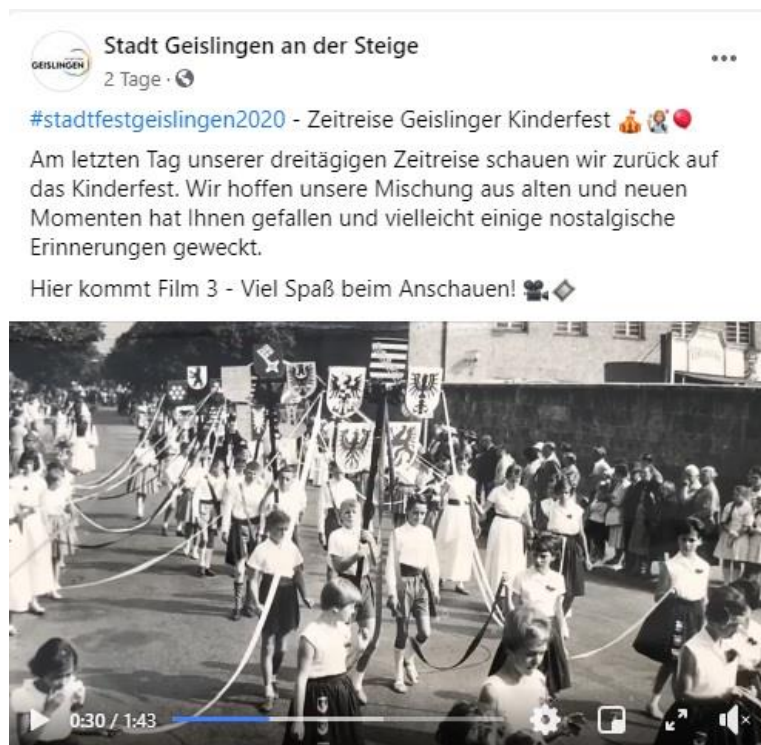 Stadt Geislingen an der Steige
GEISLINGEN
2 Tage ·
#stadtfestgeislingen2020 - Zeitreise Geislinger Kinderfest 🎪👩‍🚀🎈
Am letzten Tag unserer dreitägigen Zeitreise schauen wir zurück auf
das Kinderfest. Wir hoffen unsere Mischung aus alten und neuen
Momenten hat Ihnen gefallen und vielleicht einige nostalgische
Erinnerungen geweckt.
Hier kommt Film 3 - Viel Spaß beim Anschauen! 🎥💠
0:30 / 1:43